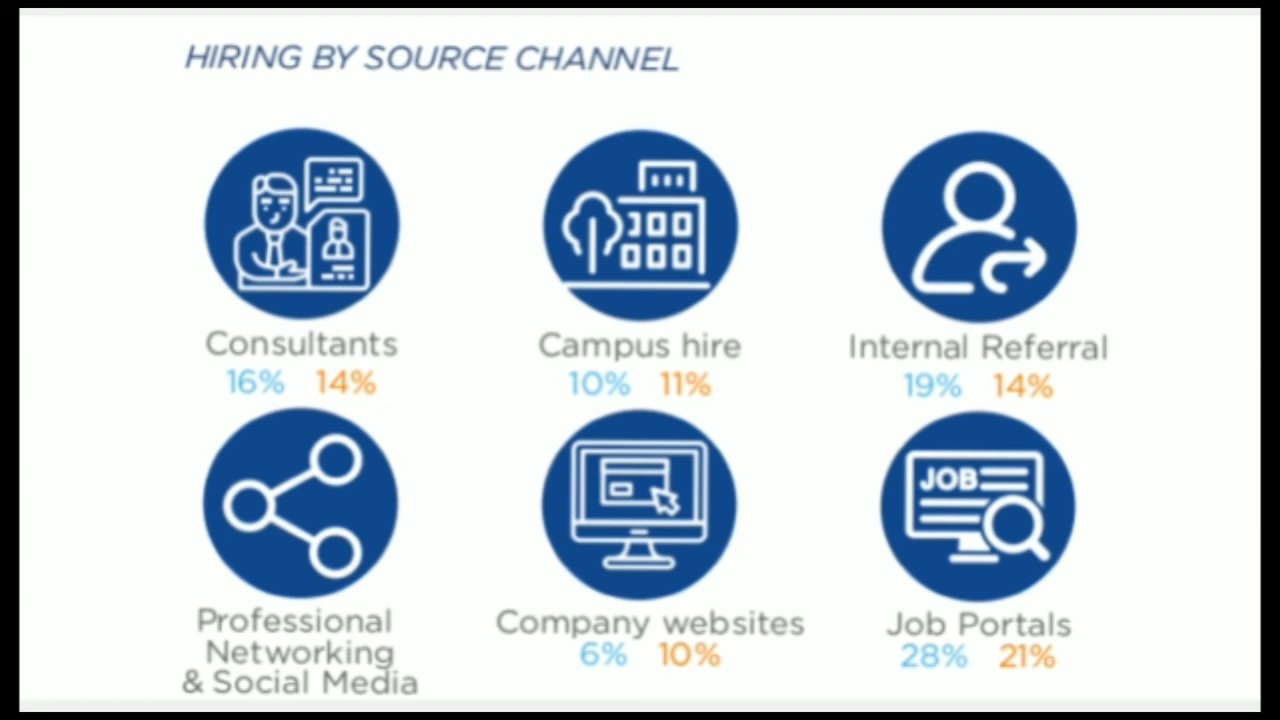 HIRING BY SOURCE CHANNEL
Consultants
16% 14%
Campus hire
10% 11%
Internal Referral
19% 14%
Professional
Networking
& Social Media
Company websites
6% 10%
JOB
Job Portals
28% 21%